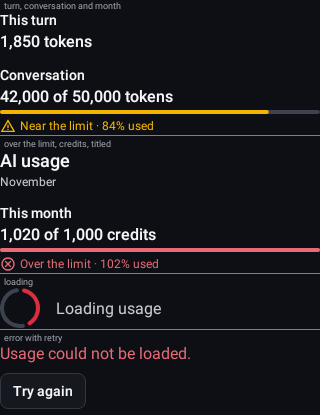 turn, conversation and month
This turn
1,850 tokens
Conversation
42,000 of 50,000 tokens
Near the limit · 84% used
over the limit, credits, titled
AI usage
November
This month
1,020 of 1,000 credits
Over the limit · 102% used
loading
Loading usage
error with retry
Usage could not be loaded.
Try again